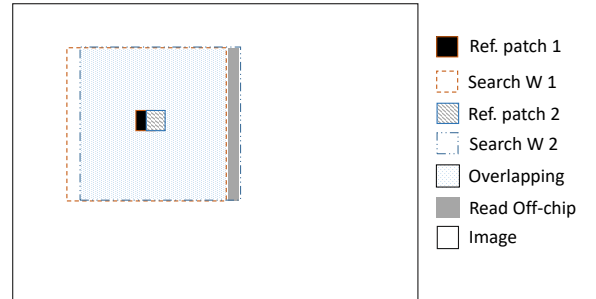 Ref. patch 1
Search W 1
Ref. patch 2
Search W 2
Overlapping
Read Off-chip
Image